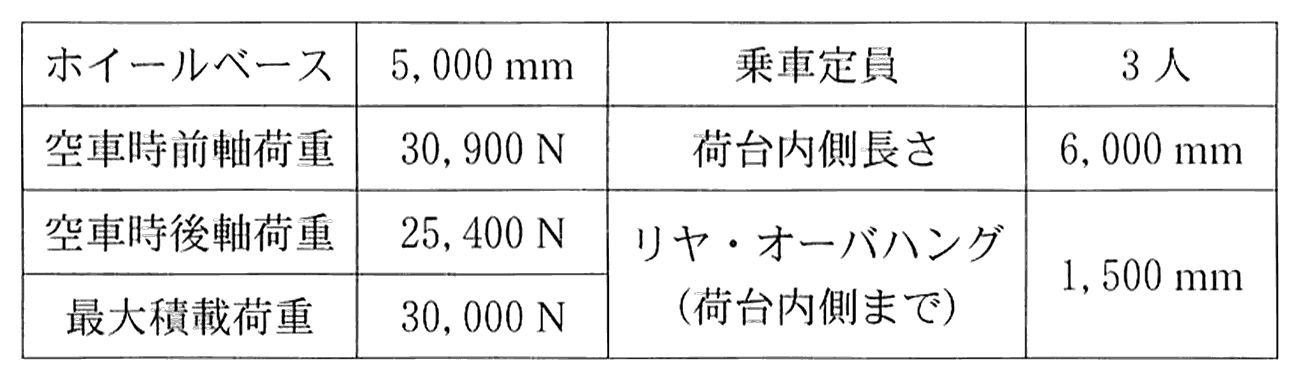 ホイールベース 5,000 mm 乗車定員 3 人
空車時前軸荷重 30,900 N 荷台内側長さ 6,000 mm
空車時後軸荷重 25,400 N リヤ・オーバハング
(荷台内側まで) 1,500 mm
最大積載荷重 30,000 N